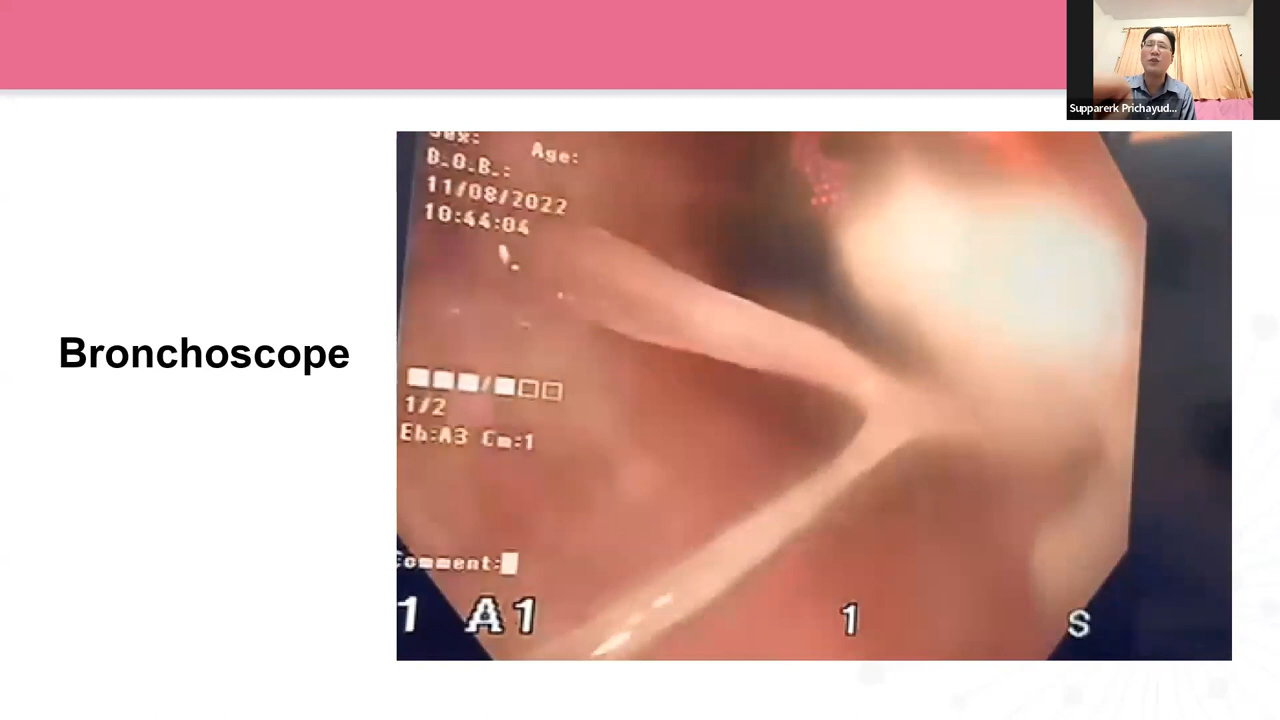 Supparerk Prichayud...
Bronchoscope
Sex:
Age:
D.O.B.:
11/08/2022
10:44:04
1/2
Eh:A3 Cm:1
Comment:
1 A1
1
S